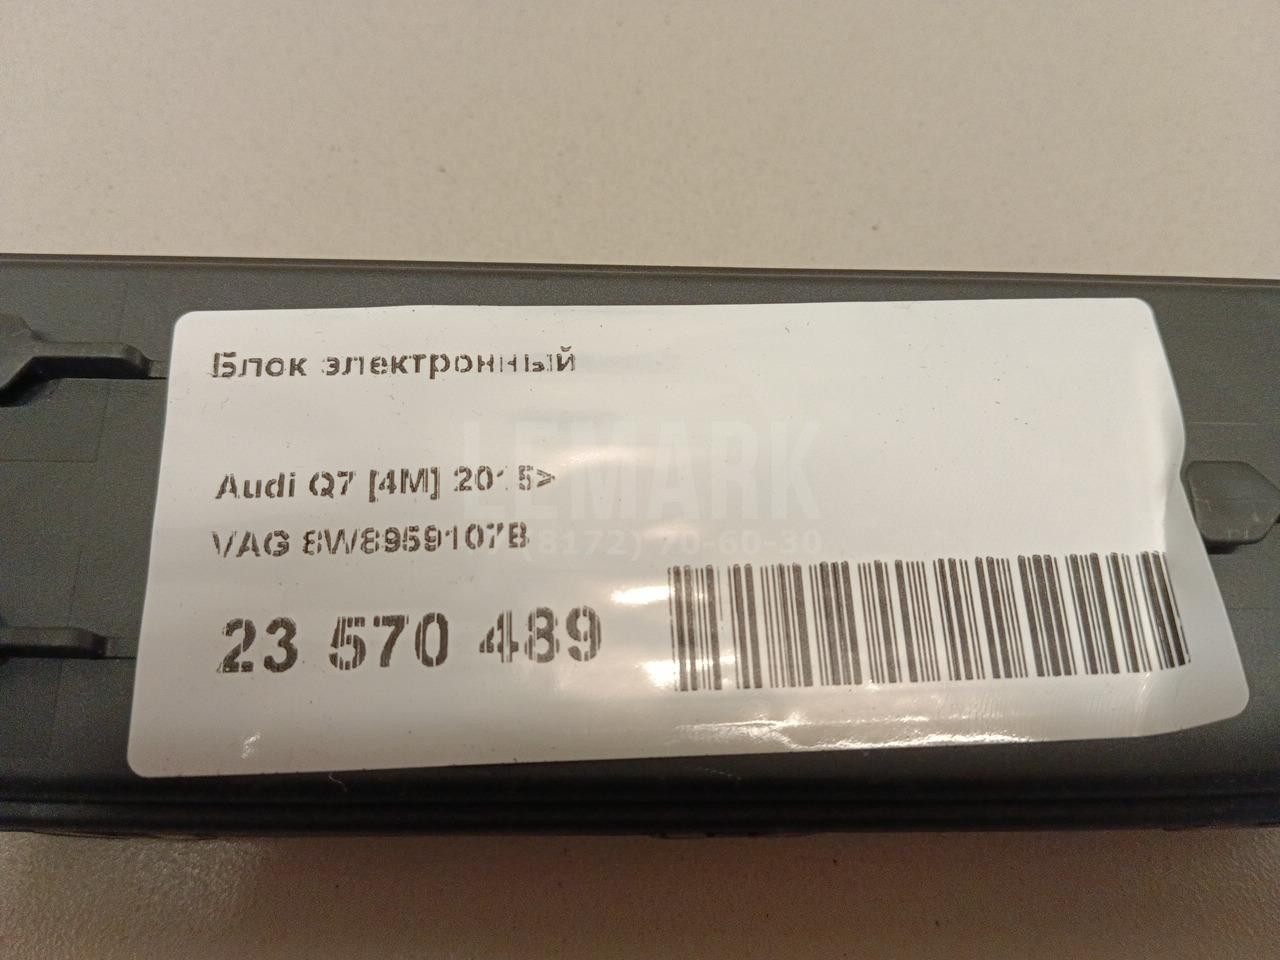 Блок электронный
LEMARK
Audi Q7 [4M] 2015>
VAG 8W8959107B
(8172) 70-60-30
23 570 489